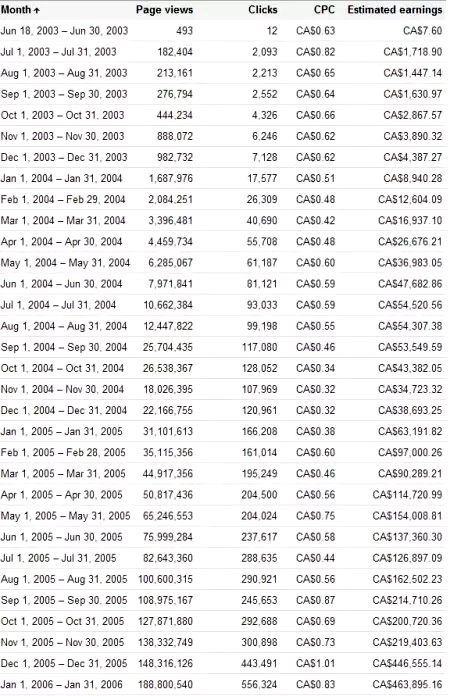 Month ↑ Page views Clicks CPC Estimated earnings
Jun 18, 2003 – Jun 30, 2003 493 12 CA$0.63 CA$7.60
Jul 1, 2003 – Jul 31, 2003 182,404 2,093 CA$0.82 CA$1,718.90
Aug 1, 2003 – Aug 31, 2003 213,161 2,213 CA$0.65 CA$1,447.14
Sep 1, 2003 – Sep 30, 2003 276,794 2,552 CA$0.64 CA$1,630.97
Oct 1, 2003 – Oct 31, 2003 444,234 4,326 CA$0.66 CA$2,867.57
Nov 1, 2003 – Nov 30, 2003 888,072 6,246 CA$0.62 CA$3,890.32
Dec 1, 2003 – Dec 31, 2003 982,732 7,128 CA$0.62 CA$4,387.27
Jan 1, 2004 – Jan 31, 2004 1,687,976 17,577 CA$0.51 CA$8,940.28
Feb 1, 2004 – Feb 29, 2004 2,084,251 26,309 CA$0.48 CA$12,604.09
Mar 1, 2004 – Mar 31, 2004 3,396,481 40,690 CA$0.42 CA$16,937.10
Apr 1, 2004 – Apr 30, 2004 4,459,734 55,708 CA$0.48 CA$26,676.21
May 1, 2004 – May 31, 2004 6,285,067 61,187 CA$0.60 CA$36,983.05
Jun 1, 2004 – Jun 30, 2004 7,971,841 81,121 CA$0.59 CA$47,682.86
Jul 1, 2004 – Jul 31, 2004 10,662,384 93,033 CA$0.59 CA$54,520.56
Aug 1, 2004 – Aug 31, 2004 12,447,822 99,198 CA$0.55 CA$54,307.38
Sep 1, 2004 – Sep 30, 2004 25,704,435 117,080 CA$0.46 CA$53,549.59
Oct 1, 2004 – Oct 31, 2004 26,538,367 128,052 CA$0.34 CA$43,382.05
Nov 1, 2004 – Nov 30, 2004 18,026,395 107,969 CA$0.32 CA$34,723.32
Dec 1, 2004 – Dec 31, 2004 22,166,755 120,961 CA$0.32 CA$38,693.25
Jan 1, 2005 – Jan 31, 2005 31,101,613 166,208 CA$0.38 CA$63,191.82
Feb 1, 2005 – Feb 28, 2005 35,115,356 161,014 CA$0.60 CA$97,000.26
Mar 1, 2005 – Mar 31, 2005 44,917,356 195,249 CA$0.46 CA$90,289.21
Apr 1, 2005 – Apr 30, 2005 50,817,436 204,500 CA$0.56 CA$114,720.99
May 1, 2005 – May 31, 2005 65,246,553 204,024 CA$0.75 CA$154,008.81
Jun 1, 2005 – Jun 30, 2005 75,999,284 237,617 CA$0.58 CA$137,360.30
Jul 1, 2005 – Jul 31, 2005 82,643,360 288,635 CA$0.44 CA$126,897.09
Aug 1, 2005 – Aug 31, 2005 100,600,315 290,921 CA$0.56 CA$162,502.23
Sep 1, 2005 – Sep 30, 2005 108,975,167 245,653 CA$0.87 CA$214,710.26
Oct 1, 2005 – Oct 31, 2005 127,871,880 292,688 CA$0.69 CA$200,720.36
Nov 1, 2005 – Nov 30, 2005 138,332,749 300,898 CA$0.73 CA$219,403.63
Dec 1, 2005 – Dec 31, 2005 148,316,126 443,491 CA$1.01 CA$446,555.14
Jan 1, 2006 – Jan 31, 2006 188,800,540 556,324 CA$0.83 CA$463,895.16